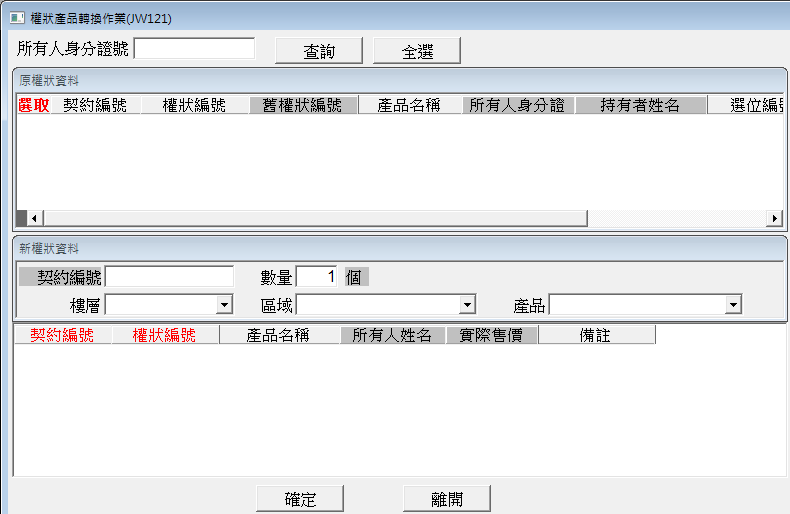 權狀產品轉換作業(JW121)
所有人身分證號 查詢 全選
原權狀資料
選取 契約編號 權狀編號 舊權狀編號 產品名稱 所有人身分證 持有者姓名 選位編號
新權狀資料
契約編號 數量 1 個
樓層 區域 產品
契約編號 權狀編號 產品名稱 所有人姓名 實際售價 備註
確定 離開